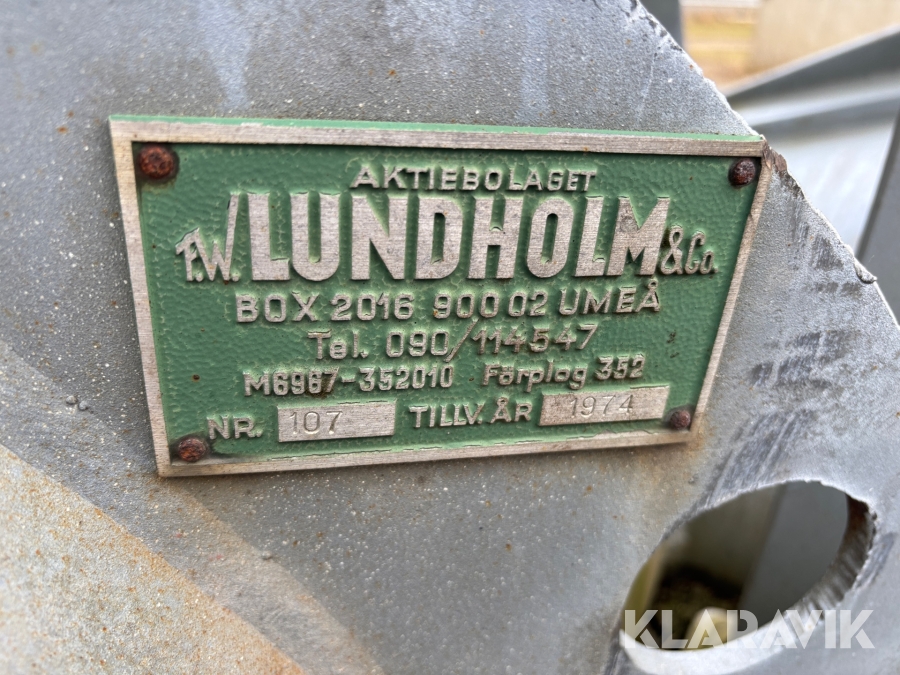 AKTIEBOLAGET
T.W. LUNDHOLM & Co.
BOX 2016 900 02 UMEÅ
Tel. 090/114547
M6967-352010 Förplog 352
NR. 107 TILLV. ÅR 1974
KLARAVIK